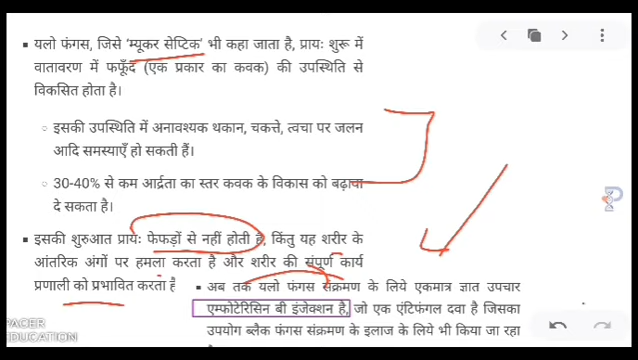 यलो फंगस, जिसे 'म्यूकर सेप्टिक' भी कहा जाता है, प्रायः शुरू में
वातावरण में फफूँद (एक प्रकार का कवक) की उपस्थिति से
विकसित होता है।
इसकी उपस्थिति में अनावश्यक थकान, चकत्ते, त्वचा पर जलन
आदि समस्याएँ हो सकती हैं।
30-40% से कम आर्द्रता का स्तर कवक के विकास को बढ़ावा
दे सकता है।
इसकी शुरुआत प्रायः फेफड़ों से नहीं होती है, किंतु यह शरीर के
आंतरिक अंगों पर हमला करता है और शरीर की संपूर्ण कार्य
प्रणाली को प्रभावित करता है
अब तक यलो फंगस संक्रमण के लिये एकमात्र ज्ञात उपचार
एम्फोटेरिसिन बी इंजेक्शन है, जो एक एंटिफंगल दवा है जिसका
उपयोग ब्लैक फंगस संक्रमण के इलाज के लिये भी किया जा रहा
PACER
EDUCATION